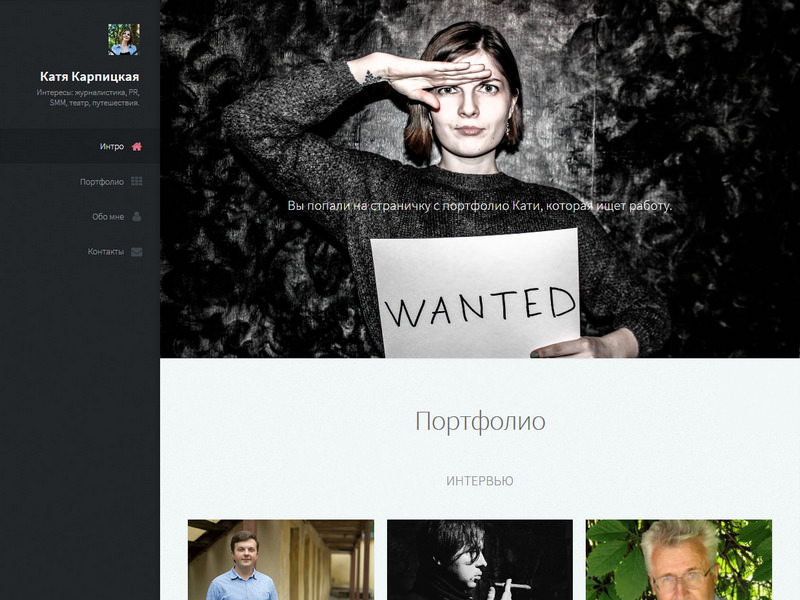 Катя Карпицкая
Интересы: журналистика, PR,
SMM, театр, путешествия.
Интро
Портфолио
Обо мне
Контакты
Вы попали на страничку с портфолио Кати, которая ищет работу.
WANTED
Портфолио
ИНТЕРВЬЮ